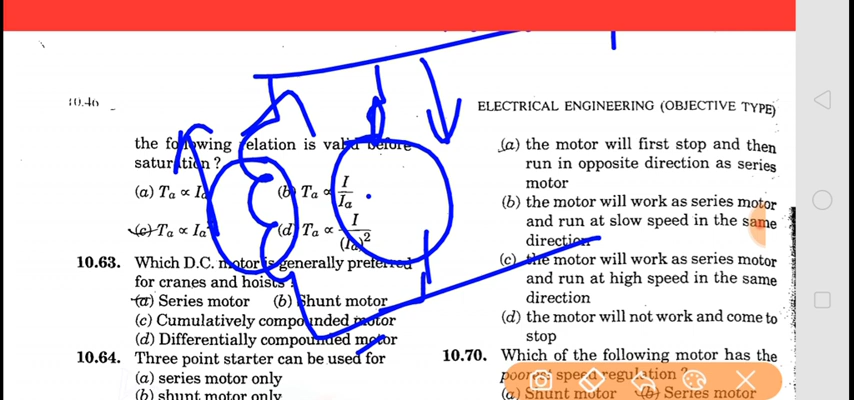 10.46
ELECTRICAL ENGINEERING (OBJECTIVE TYPE)
the following relation is valid before
saturation ?
(a) Ta ∝ Ia
(b) Ta ∝ I/Ia
(c) Ta ∝ Ia²
(d) Ta ∝ I/(Ia)²
10.63. Which D.C. motor is generally preferred
for cranes and hoists ?
(a) Series motor (b) Shunt motor
(c) Cumulatively compounded motor
(d) Differentially compounded motor
10.64. Three point starter can be used for
(a) series motor only
(b) shunt motor only
(a) the motor will first stop and then
run in opposite direction as series
motor
(b) the motor will work as series motor
and run at slow speed in the same
direction
(c) the motor will work as series motor
and run at high speed in the same
direction
(d) the motor will not work and come to
stop
10.70. Which of the following motor has the
poorest speed regulation ?
(a) Shunt motor (b) Series motor